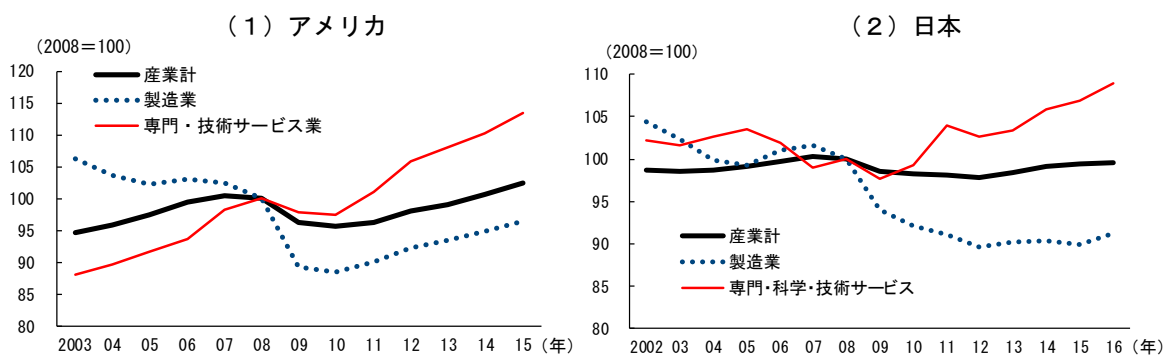 （１）アメリカ
(2008＝100)
120
115
110
105
100
95
90
85
80
産業計
製造業
専門・技術サービス業
2003 04 05 06 07 08 09 10 11 12 13 14 15 (年)
（２）日本
(2008＝100)
110
105
100
95
90
85
80
産業計
製造業
専門・科学・技術サービス
2002 03 04 05 06 07 08 09 10 11 12 13 14 15 16 (年)